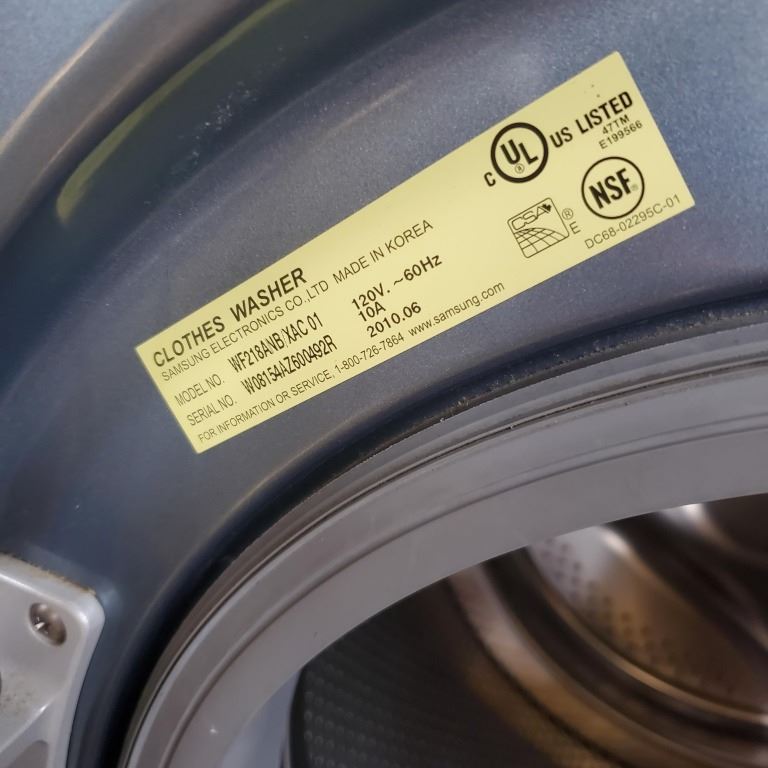 CLOTHES WASHER
SAMSUNG ELECTRONICS CO.,LTD MADE IN KOREA
MODEL NO. WF218ANB/XAC 01 120V. ~60Hz
10A
SERIAL NO. W08154AZ600492R 2010.06
FOR INFORMATION OR SERVICE, 1-800-726-7864 www.samsung.com
C UL ® US LISTED
47TM
E199566
CSA ® E
NSF®
DC68-02295C-01